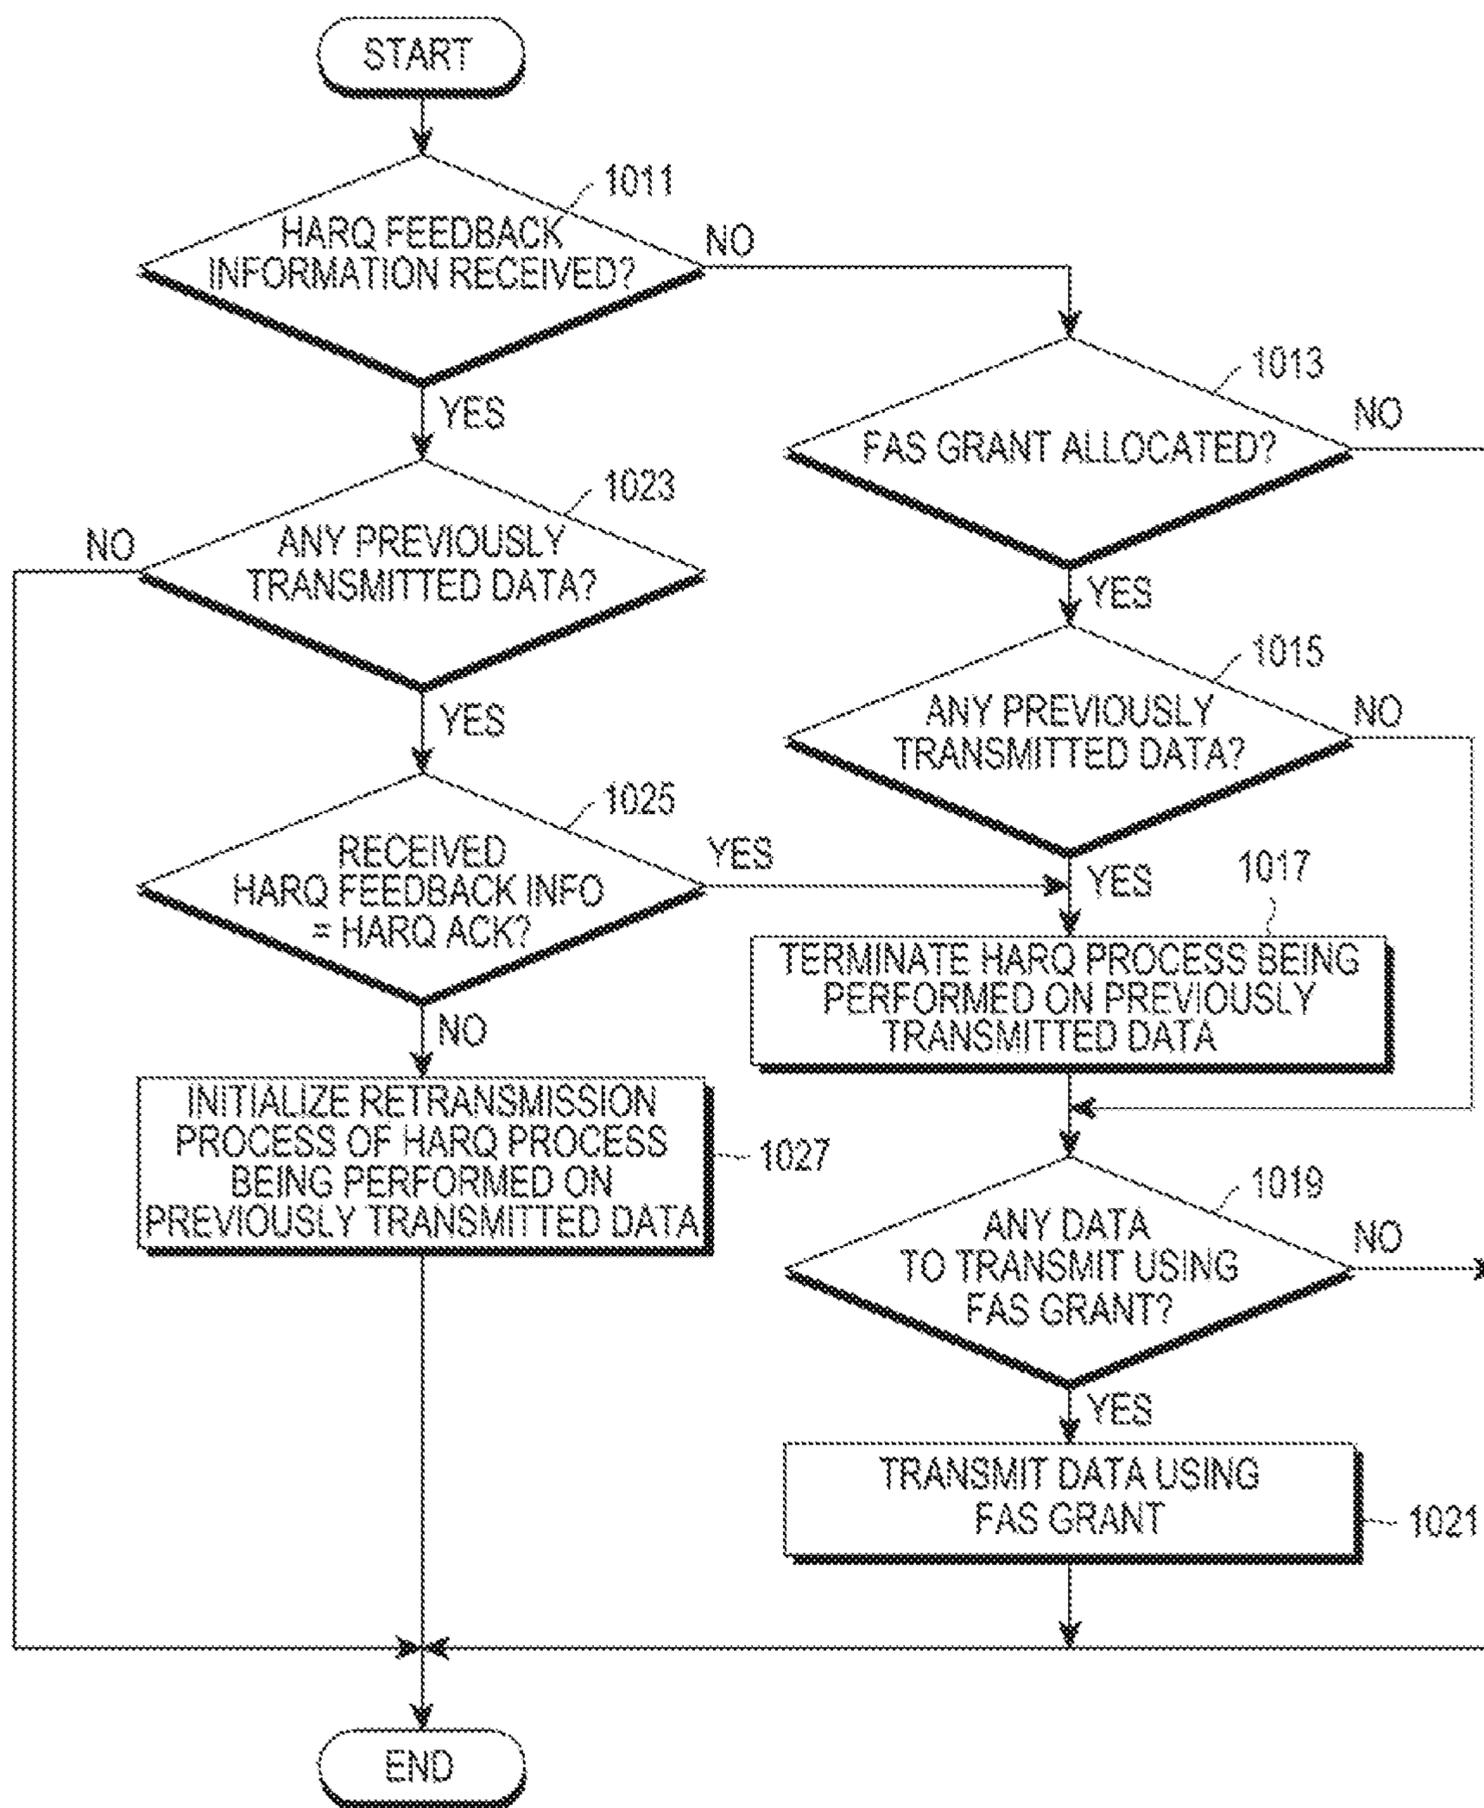 START
1011
HARQ FEEDBACK
INFORMATION RECEIVED?
NO
YES
1013
FAS GRANT ALLOCATED?
NO
YES
1023
ANY PREVIOUSLY
TRANSMITTED DATA?
NO
YES
1015
ANY PREVIOUSLY
TRANSMITTED DATA?
NO
YES
1025
RECEIVED
HARQ FEEDBACK INFO
= HARQ ACK?
YES
NO
1017
TERMINATE HARQ PROCESS BEING
PERFORMED ON PREVIOUSLY
TRANSMITTED DATA
INITIALIZE RETRANSMISSION
PROCESS OF HARQ PROCESS
BEING PERFORMED ON
PREVIOUSLY TRANSMITTED DATA
1027
1019
ANY DATA
TO TRANSMIT USING
FAS GRANT?
NO
YES
TRANSMIT DATA USING
FAS GRANT
1021
END